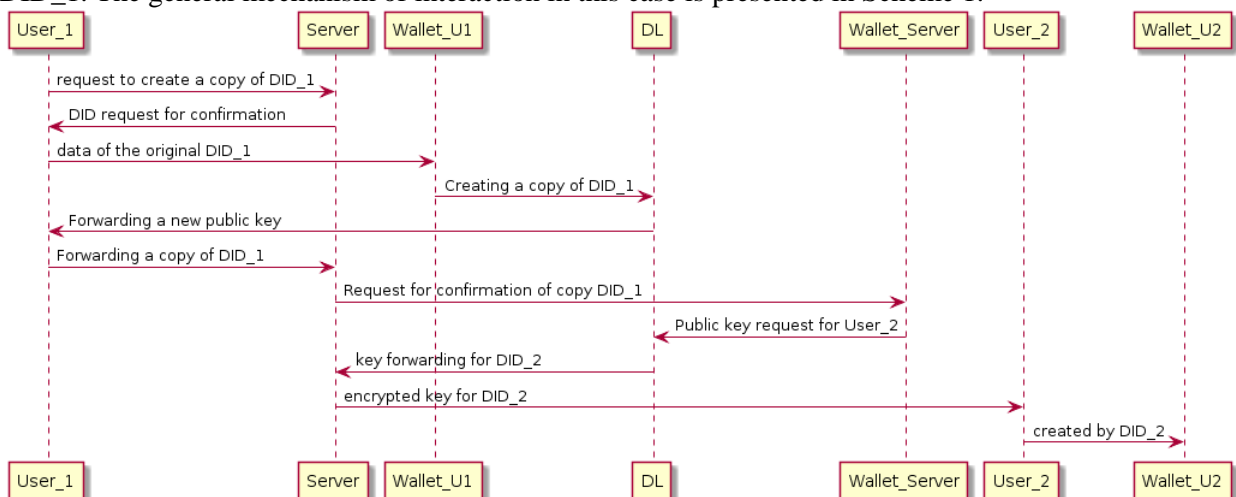 DID_1. The general mechanism of interaction in this case is presented in Scheme 1.
User_1 Server Wallet_U1 DL Wallet_Server User_2 Wallet_U2
request to create a copy of DID_1
DID request for confirmation
data of the original DID_1
Creating a copy of DID_1
Forwarding a new public key
Forwarding a copy of DID_1
Request for confirmation of copy DID_1
Public key request for User_2
key forwarding for DID_2
encrypted key for DID_2
created by DID_2
User_1 Server Wallet_U1 DL Wallet_Server User_2 Wallet_U2